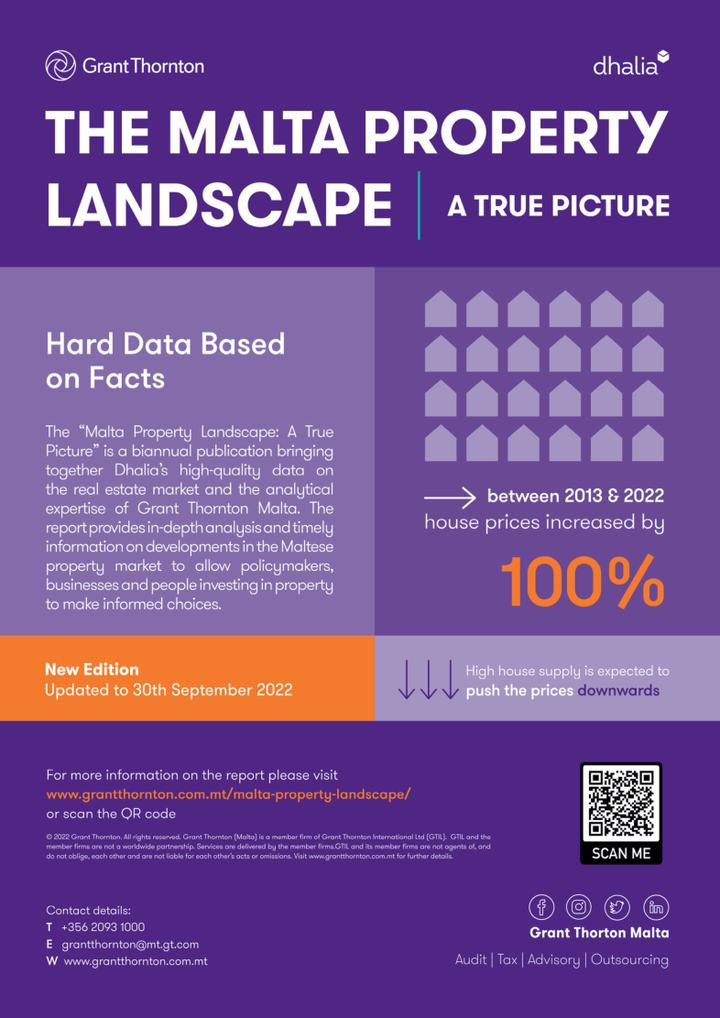 Grant Thornton
dhalia
THE MALTA PROPERTY
LANDSCAPE
A TRUE PICTURE
Hard Data Based
on Facts
The “Malta Property Landscape: A True
Picture” is a biannual publication bringing
together Dhalia’s high-quality data on
the real estate market and the analytical
expertise of Grant Thornton Malta. The
report provides in-depth analysis and timely
information on developments in the Maltese
property market to allow policymakers,
businesses and people investing in property
to make informed choices.
between 2013 & 2022
house prices increased by
100%
New Edition
Updated to 30th September 2022
High house supply is expected to
push the prices downwards
For more information on the report please visit
www.grantthornton.com.mt/malta-property-landscape/
or scan the QR code
SCAN ME
© 2022 Grant Thornton. All rights reserved. Grant Thornton (Malta) is a member firm of Grant Thornton International Ltd (GTIL). GTIL and the
member firms are not a worldwide partnership. Services are delivered by the member firms.GTIL and its member firms are not agents of, and
do not oblige, each other and are not liable for each other’s acts or omissions. Visit www.grantthornton.com.mt for further details.
Contact details:
T +356 2093 1000
E grantthornton@mt.gt.com
W www.grantthornton.com.mt
Grant Thorton Malta
Audit | Tax | Advisory | Outsourcing